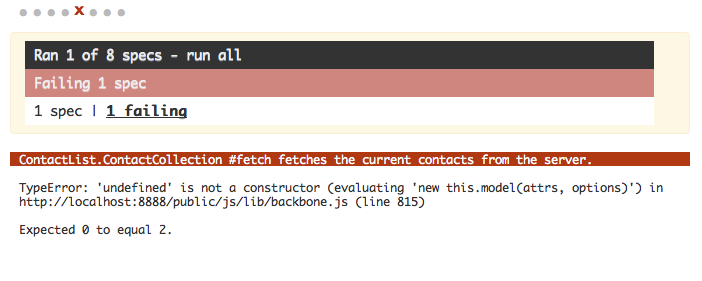 x
Ran 1 of 8 specs - run all
Failing 1 spec
1 spec | 1 failing
ContactList.ContactCollection #fetch fetches the current contacts from the server.
TypeError: 'undefined' is not a constructor (evaluating 'new this.model(attrs, options)') in
http://localhost:8888/public/js/lib/backbone.js (line 815)
Expected 0 to equal 2.